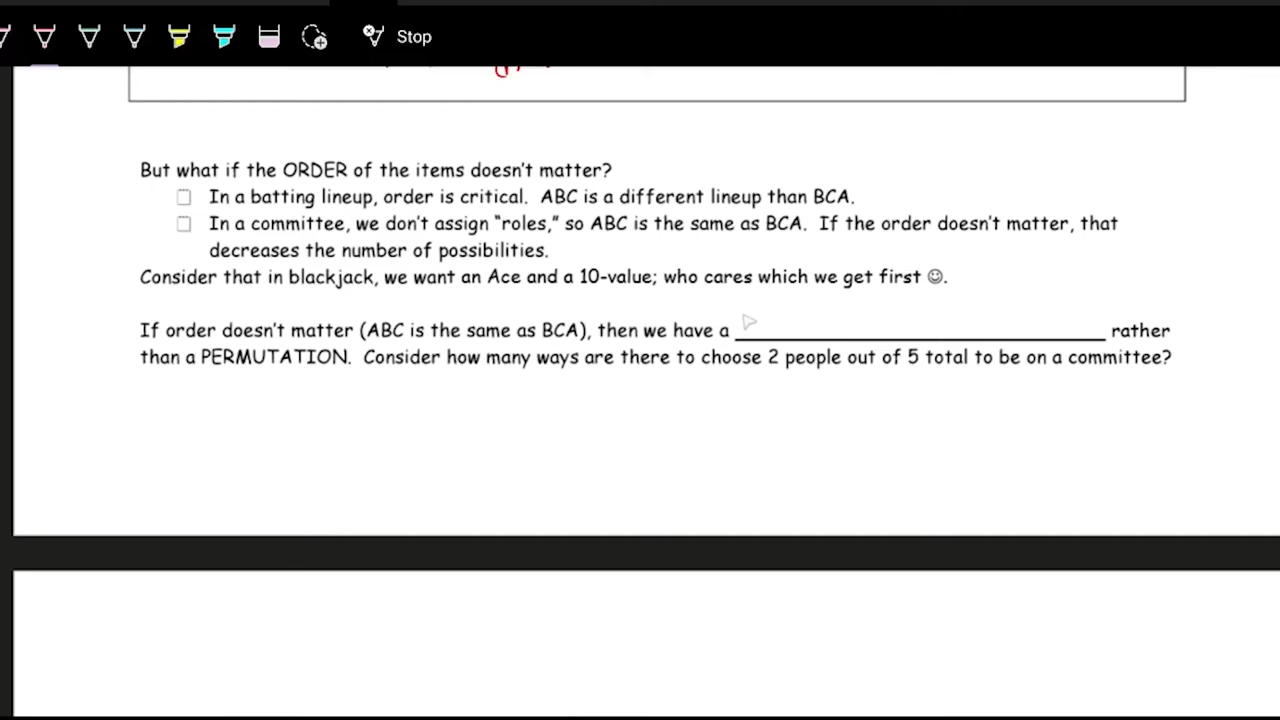 Stop
But what if the ORDER of the items doesn't matter?
In a batting lineup, order is critical. ABC is a different lineup than BCA.
In a committee, we don't assign “roles,” so ABC is the same as BCA. If the order doesn't matter, that
decreases the number of possibilities.
Consider that in blackjack, we want an Ace and a 10-value; who cares which we get first ☺.
If order doesn't matter (ABC is the same as BCA), then we have a ______________________________ rather
than a PERMUTATION. Consider how many ways are there to choose 2 people out of 5 total to be on a committee?